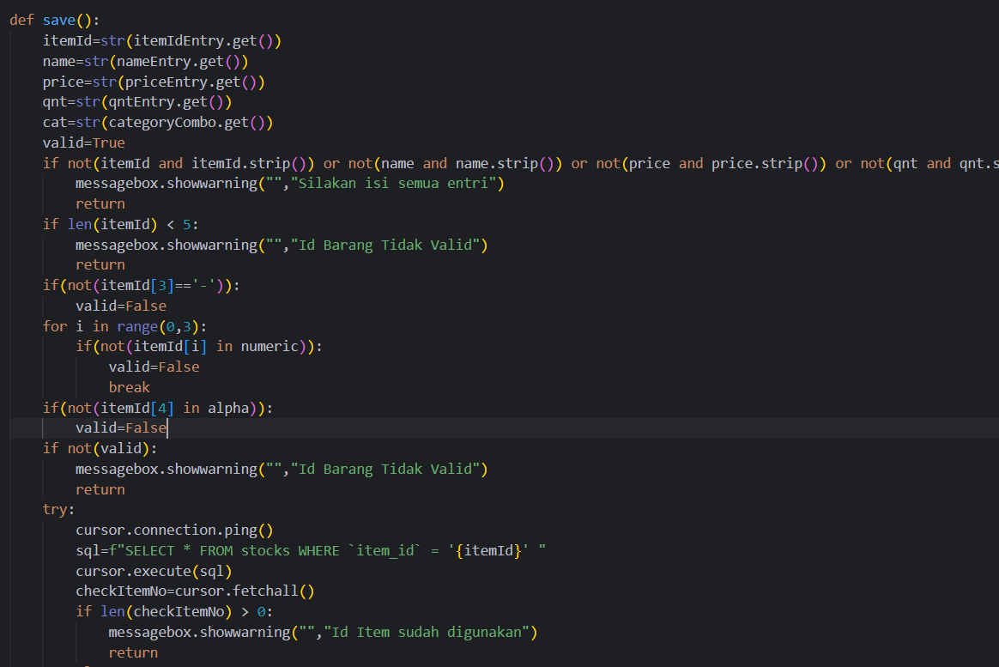 def save():
    itemId=str(itemIdEntry.get())
    name=str(nameEntry.get())
    price=str(priceEntry.get())
    qnt=str(qntEntry.get())
    cat=str(categoryCombo.get())
    valid=True
    if not(itemId and itemId.strip()) or not(name and name.strip()) or not(price and price.strip()) or not(qnt and qnt.s
        messagebox.showwarning("","Silakan isi semua entri")
        return
    if len(itemId) < 5:
        messagebox.showwarning("","Id Barang Tidak Valid")
        return
    if(not(itemId[3]=='-')):
        valid=False
    for i in range(0,3):
        if(not(itemId[i] in numeric)):
            valid=False
            break
    if(not(itemId[4] in alpha)):
        valid=False
    if not(valid):
        messagebox.showwarning("","Id Barang Tidak Valid")
        return
    try:
        cursor.connection.ping()
        sql=f"SELECT * FROM stocks WHERE `item_id` = '{itemId}' "
        cursor.execute(sql)
        checkItemNo=cursor.fetchall()
        if len(checkItemNo) > 0:
            messagebox.showwarning("","Id Item sudah digunakan")
            return